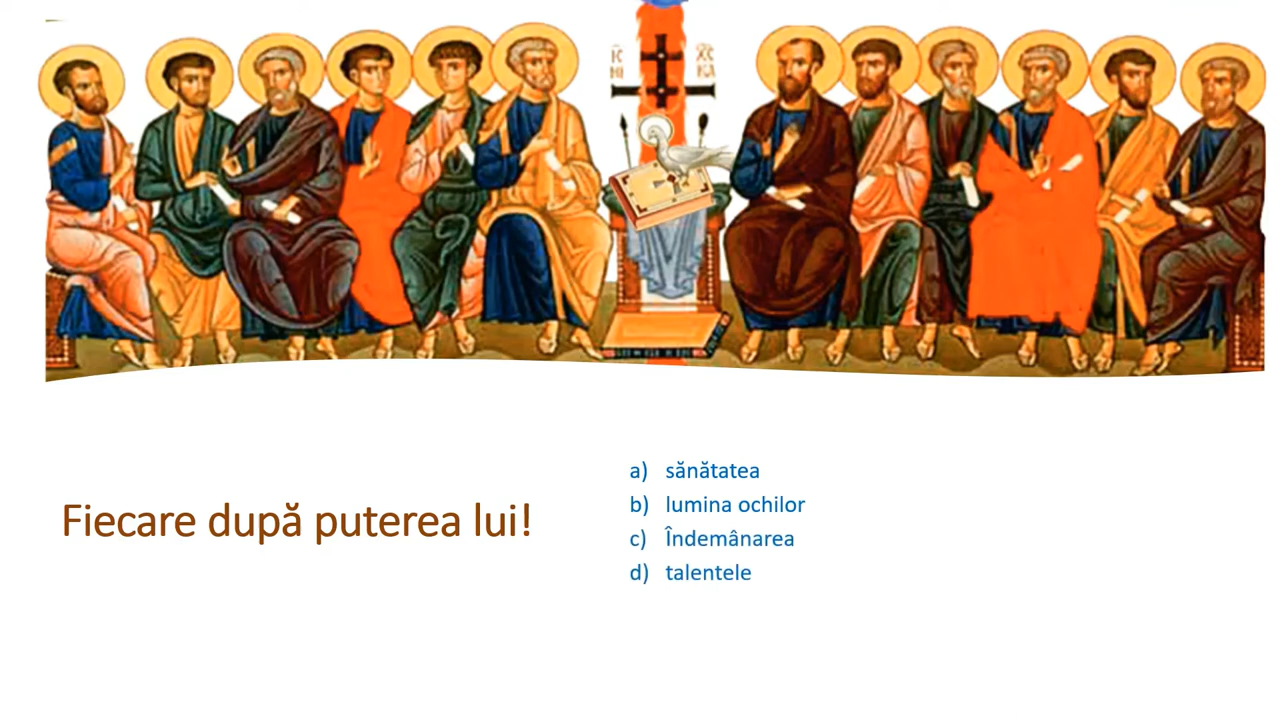 Fiecare după puterea lui!
a) sănătatea
b) lumina ochilor
c) Îndemânarea
d) talentele